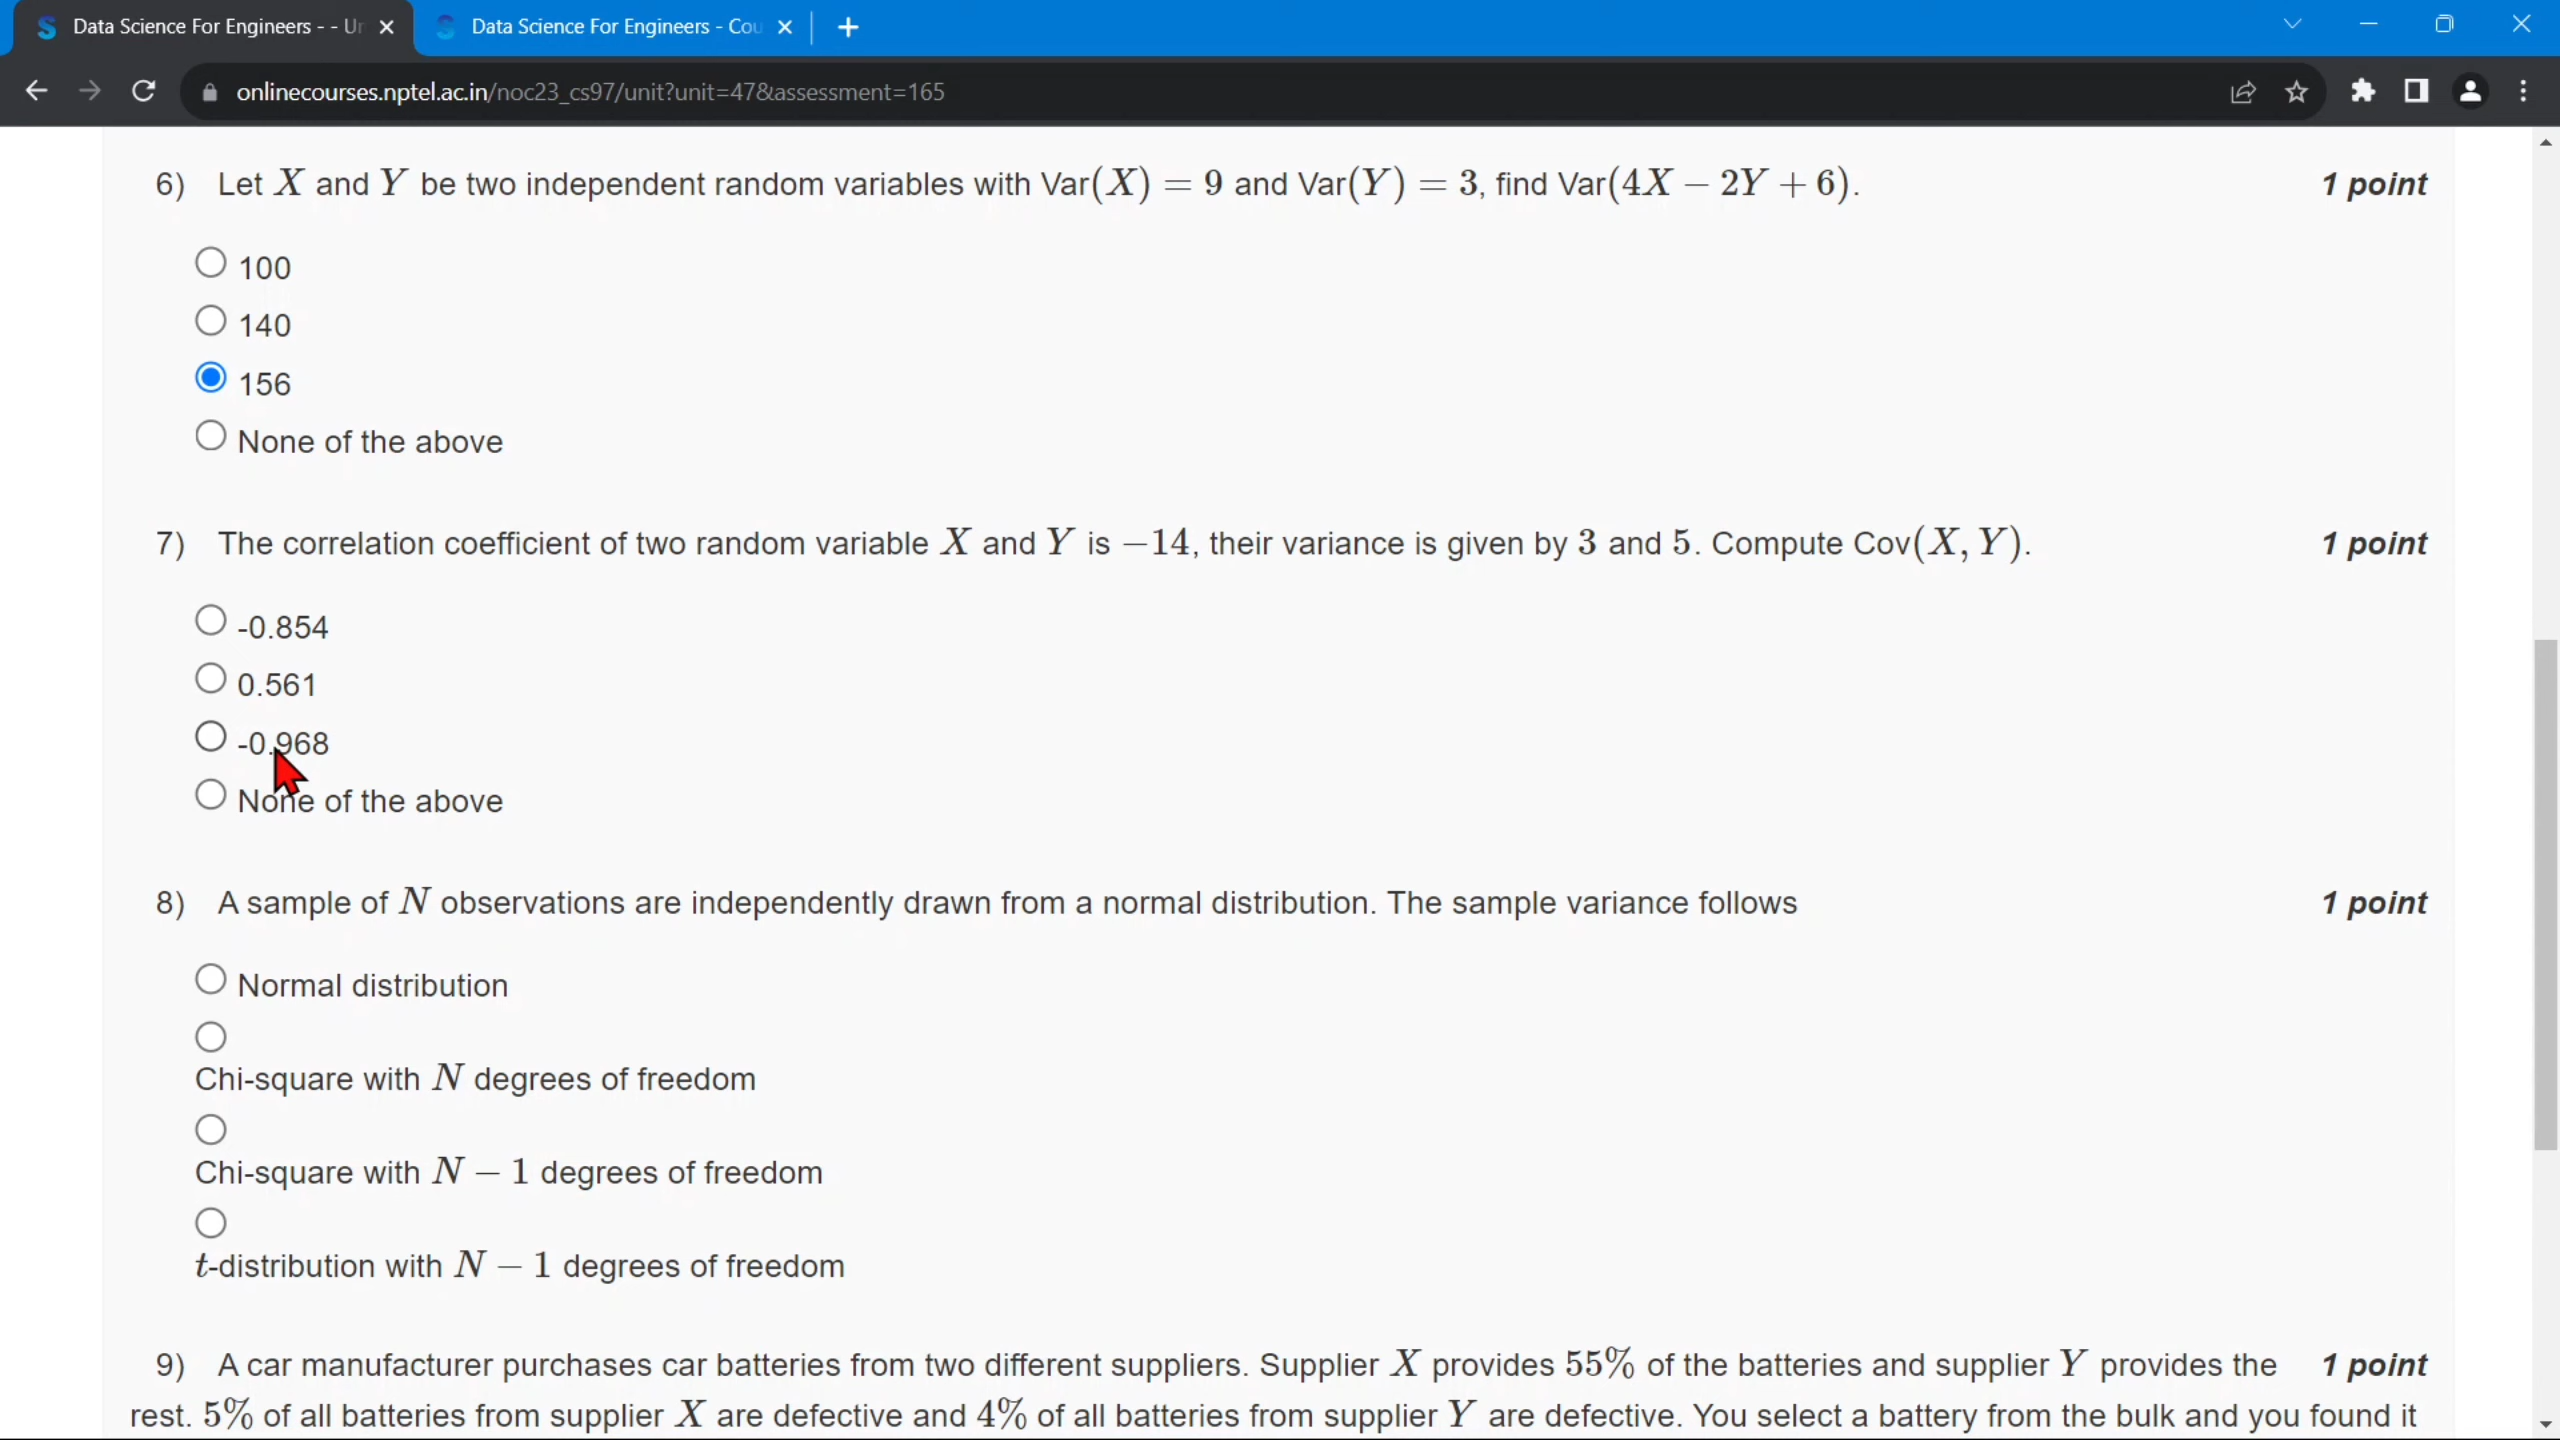 Data Science For Engineers - - Un
Data Science For Engineers - Cou
onlinecourses.nptel.ac.in/noc23_cs97/unit?unit=47&assessment=165
6) Let X and Y be two independent random variables with Var(X) = 9 and Var(Y) = 3, find Var(4X − 2Y + 6). 1 point
100
140
156
None of the above
7) The correlation coefficient of two random variable X and Y is −14, their variance is given by 3 and 5. Compute Cov(X, Y). 1 point
-0.854
0.561
-0.968
None of the above
8) A sample of N observations are independently drawn from a normal distribution. The sample variance follows 1 point
Normal distribution
Chi-square with N degrees of freedom
Chi-square with N − 1 degrees of freedom
t-distribution with N − 1 degrees of freedom
9) A car manufacturer purchases car batteries from two different suppliers. Supplier X provides 55% of the batteries and supplier Y provides the 1 point
rest. 5% of all batteries from supplier X are defective and 4% of all batteries from supplier Y are defective. You select a battery from the bulk and you found it